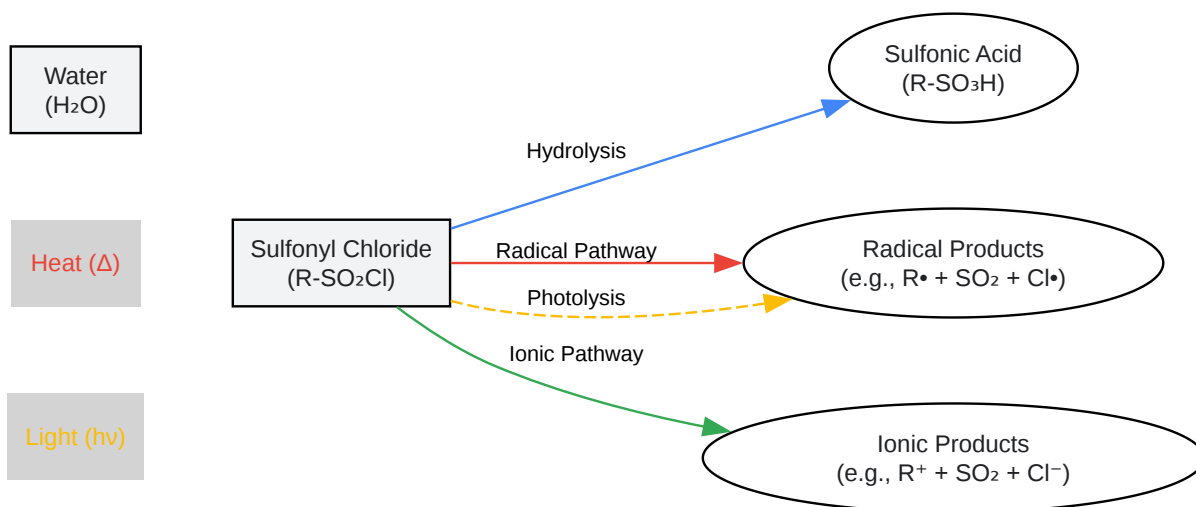 Water
(H₂O)
Sulfonic Acid
(R-SO₃H)
Hydrolysis
Heat (Δ)
Sulfonyl Chloride
(R-SO₂Cl)
Radical Pathway
Radical Products
(e.g., R• + SO₂ + Cl•)
Photolysis
Ionic Pathway
Light (hν)
Ionic Products
(e.g., R⁺ + SO₂ + Cl⁻)